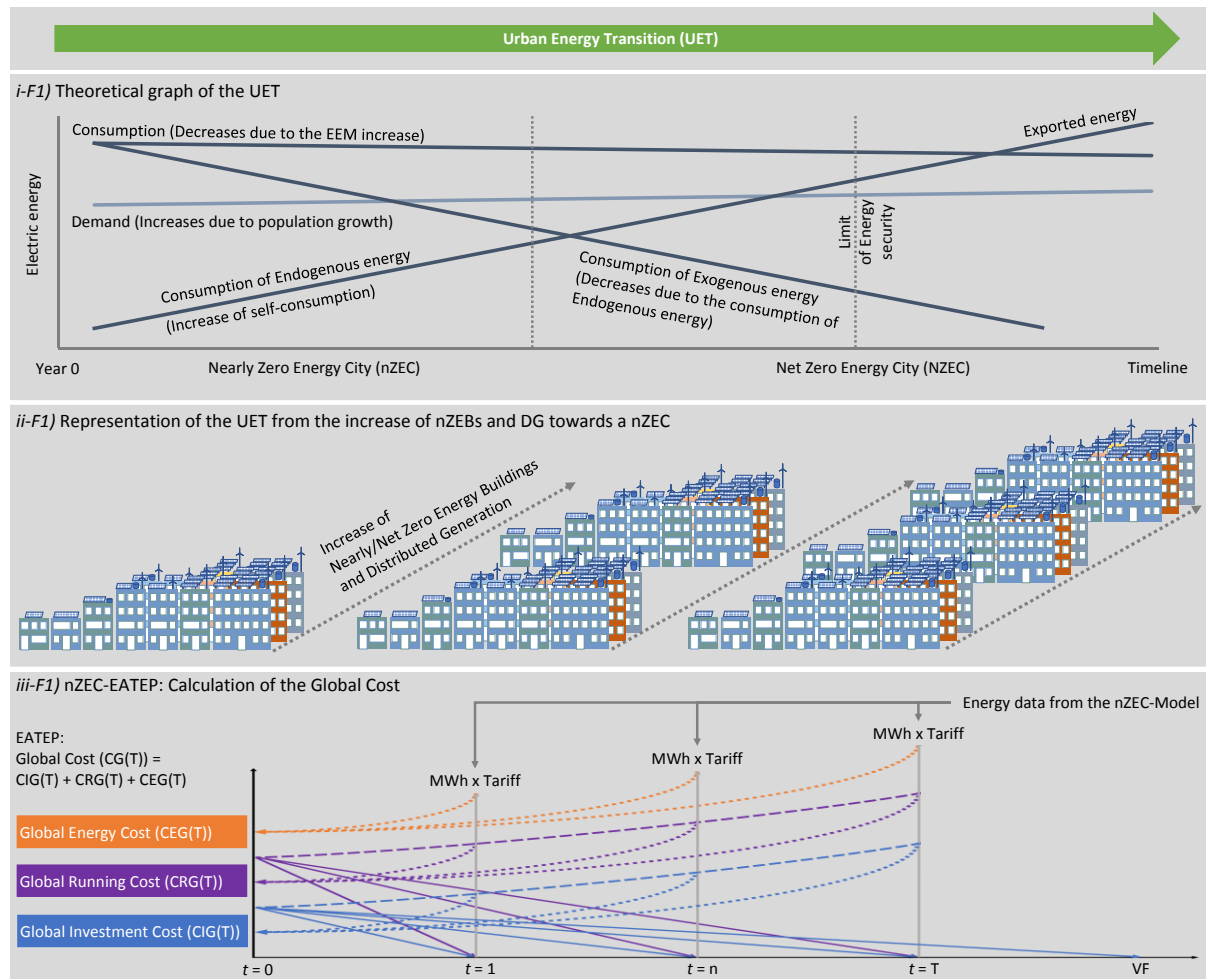 Urban Energy Transition (UET)
i-F1) Theoretical graph of the UET
Consumption (Decreases due to the EEM increase)
Exported energy
Electric energy
Demand (Increases due to population growth)
Limit
of Energy
security
Consumption of Endogenous energy
(Increase of self-consumption)
Consumption of Exogenous energy
(Decreases due to the consumption of
Endogenous energy)
Year 0
Nearly Zero Energy City (nZEC)
Net Zero Energy City (NZEC)
Timeline
ii-F1) Representation of the UET from the increase of nZEBs and DG towards a nZEC
Increase of
Nearly/Net Zero Energy Buildings
and Distributed Generation
iii-F1) nZEC-EATEP: Calculation of the Global Cost
Energy data from the nZEC-Model
EATEP:
Global Cost (CG(T)) =
CIG(T) + CRG(T) + CEG(T)
MWh x Tariff
MWh x Tariff
MWh x Tariff
Global Energy Cost (CEG(T))
Global Running Cost (CRG(T))
Global Investment Cost (CIG(T))
t = 0
t = 1
t = n
t = T
VF